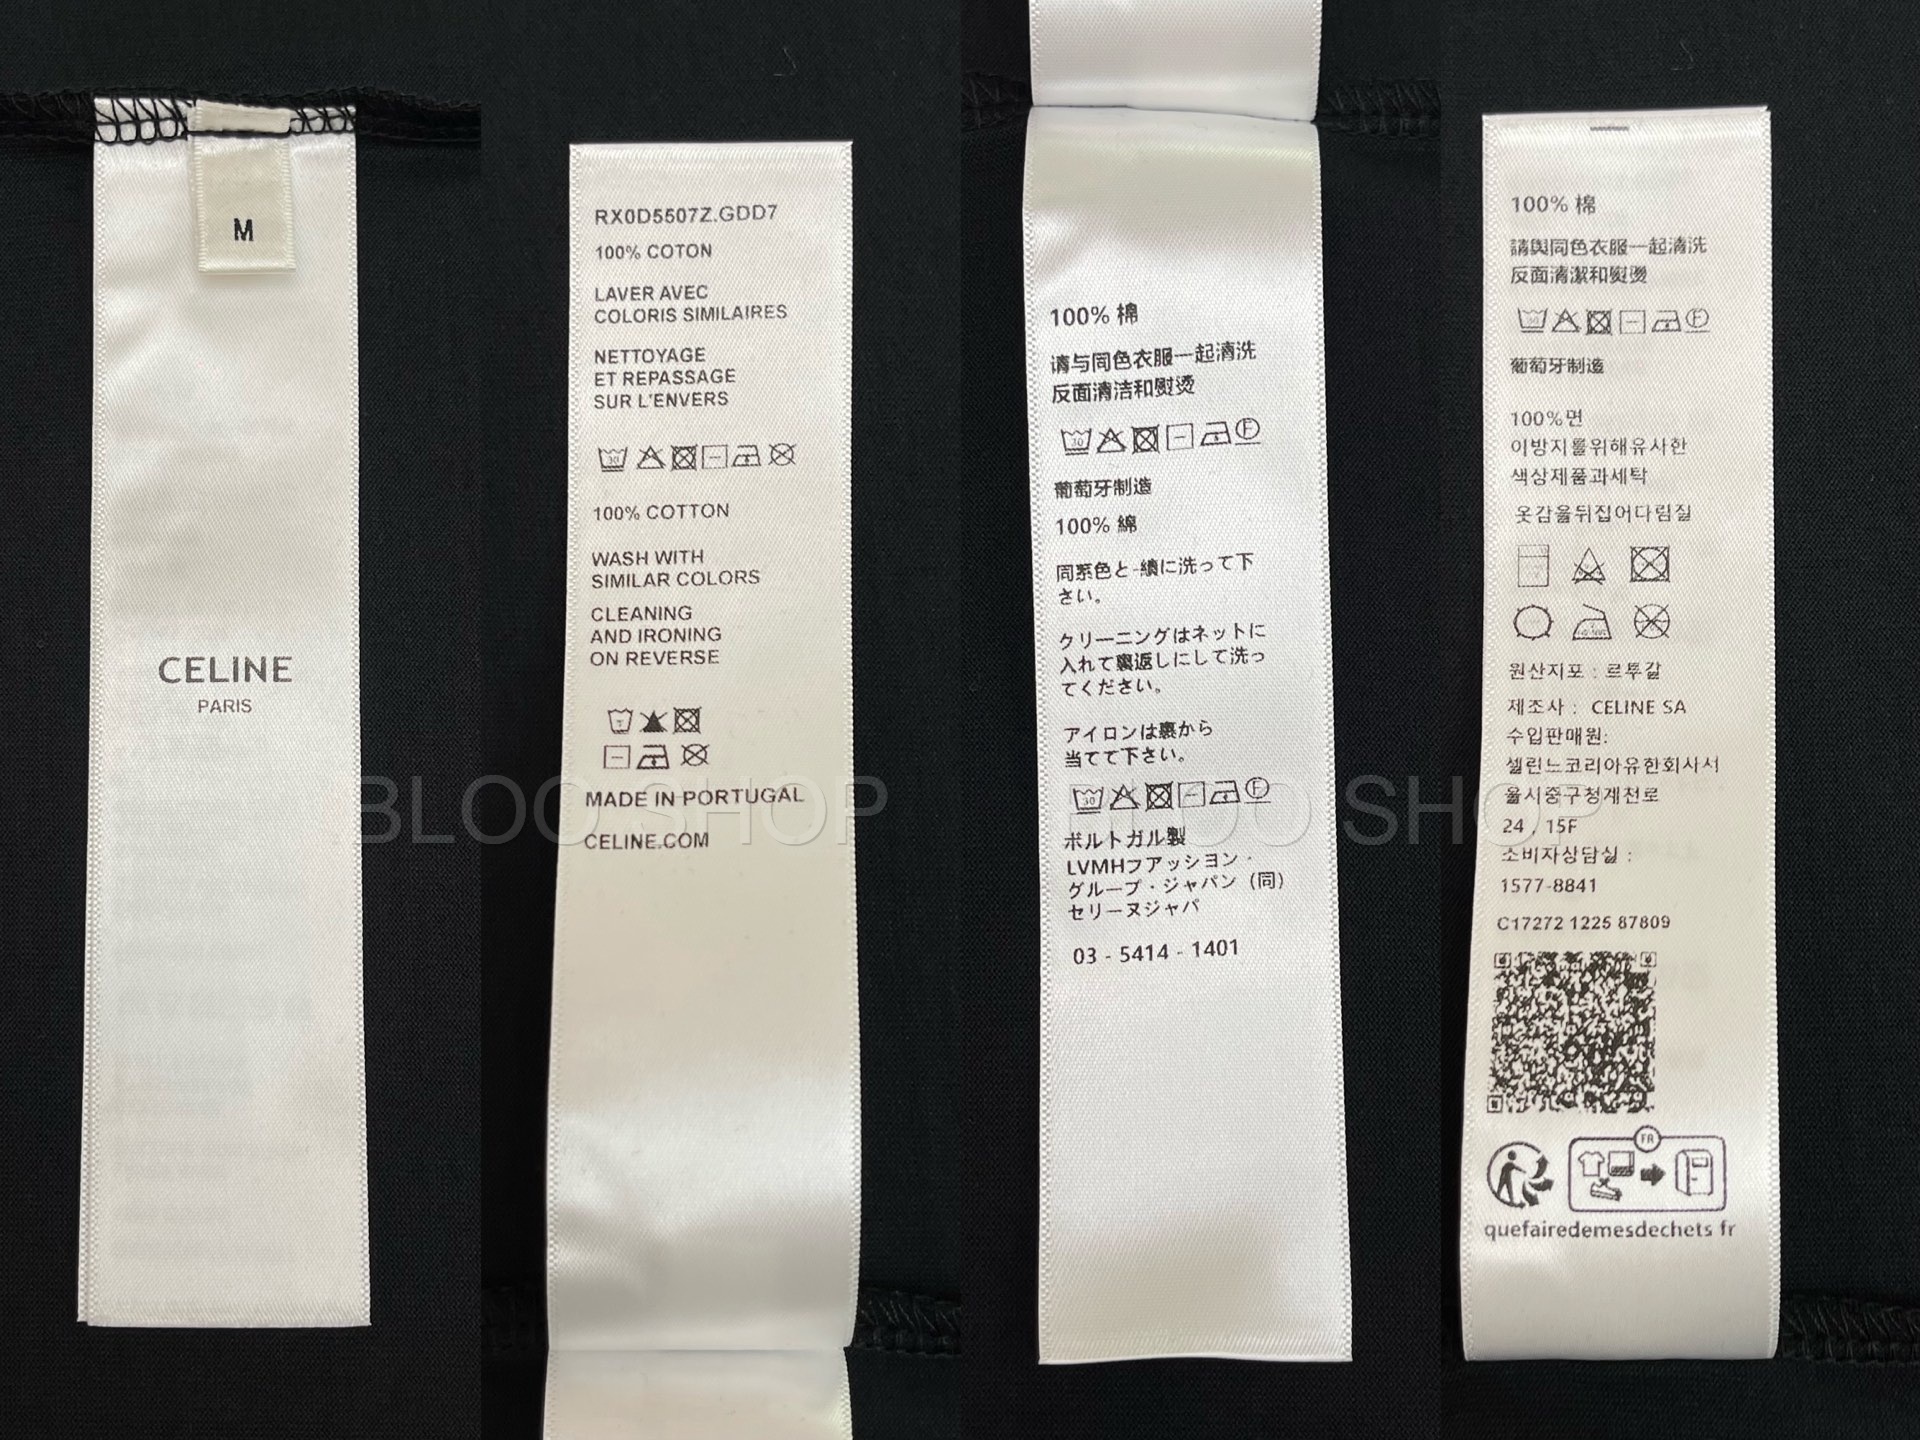 M
CELINE
PARIS
RX0D5507Z.GDD7
100% COTON
LAVER AVEC
COLORIS SIMILAIRES
NETTOYAGE
ET REPASSAGE
SUR L'ENVERS
30
100% COTTON
WASH WITH
SIMILAR COLORS
CLEANING
AND IRONING
ON REVERSE
MADE IN PORTUGAL
CELINE.COM
100% 棉
请与同色衣服一起清洗
反面清洁和熨烫
30
F
葡萄牙制造
100% 綿
同系色と一緒に洗って下
さい。
クリーニングはネットに
入れて裏返しにして洗っ
てください。
アイロンは裏から
当てて下さい。
30
F
ポルトガル製
LVMHファッション・
グループ・ジャパン（同）
セリーヌジャパ
03 - 5414 - 1401
100% 棉
請與同色衣服一起清洗
反面清潔和熨燙
30
F
葡萄牙制造
100%면
이방지를위해유사한
색상제품과세탁
옷감을뒤집어다림질
원산지포 : 르투갈
제조사 : CELINE SA
수입판매원:
셀린느코리아유한회사서
울시중구청계천로
24 , 15F
소비자상담실 :
1577-8841
C17272 1225 87809
FR
quefairedemesdechets fr
BLOO SHOP
BLOO SHOP